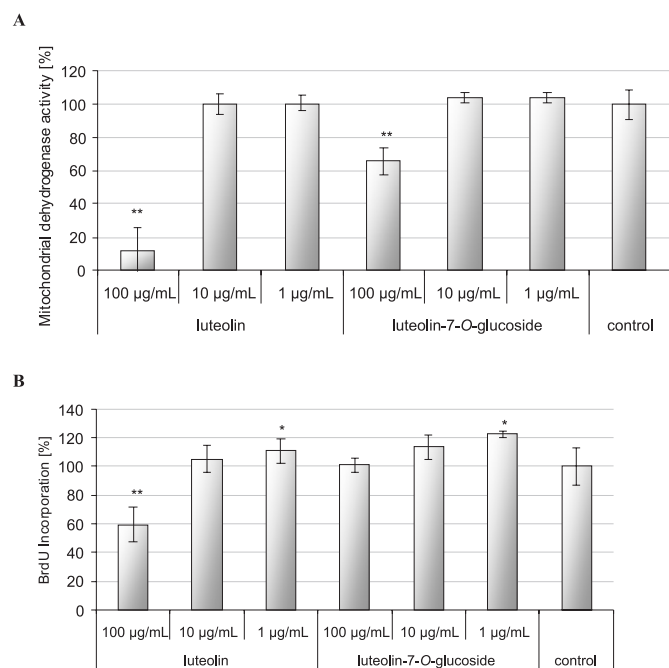 A
Mitochondrial dehydrogenase activity [%]
120
100
80
60
40
20
0
**
**
100 µg/mL 10 µg/mL 1 µg/mL 100 µg/mL 10 µg/mL 1 µg/mL
luteolin luteolin-7-O-glucoside control
B
BrdU Incorporation [%]
140
120
100
80
60
40
20
0
**
*
*
100 µg/mL 10 µg/mL 1 µg/mL 100 µg/mL 10 µg/mL 1 µg/mL
luteolin luteolin-7-O-glucoside control